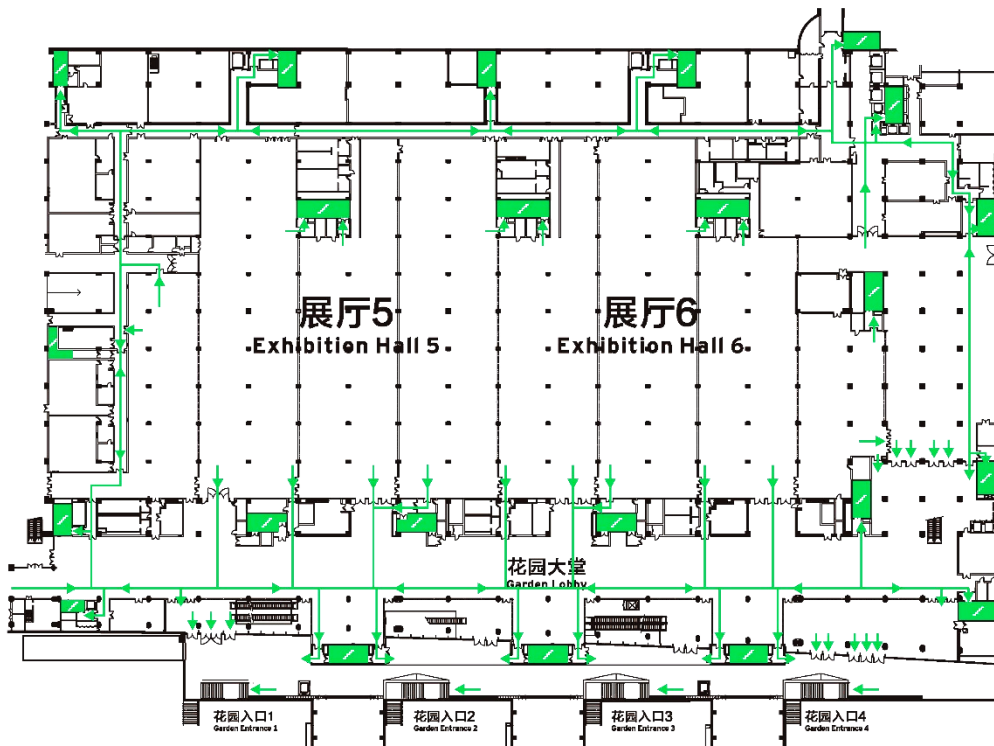 展厅5
Exhibition Hall 5
展厅6
Exhibition Hall 6
花园大堂
Garden Lobby
花园入口1
Garden Entrance 1
花园入口2
Garden Entrance 2
花园入口3
Garden Entrance 3
花园入口4
Garden Entrance 4